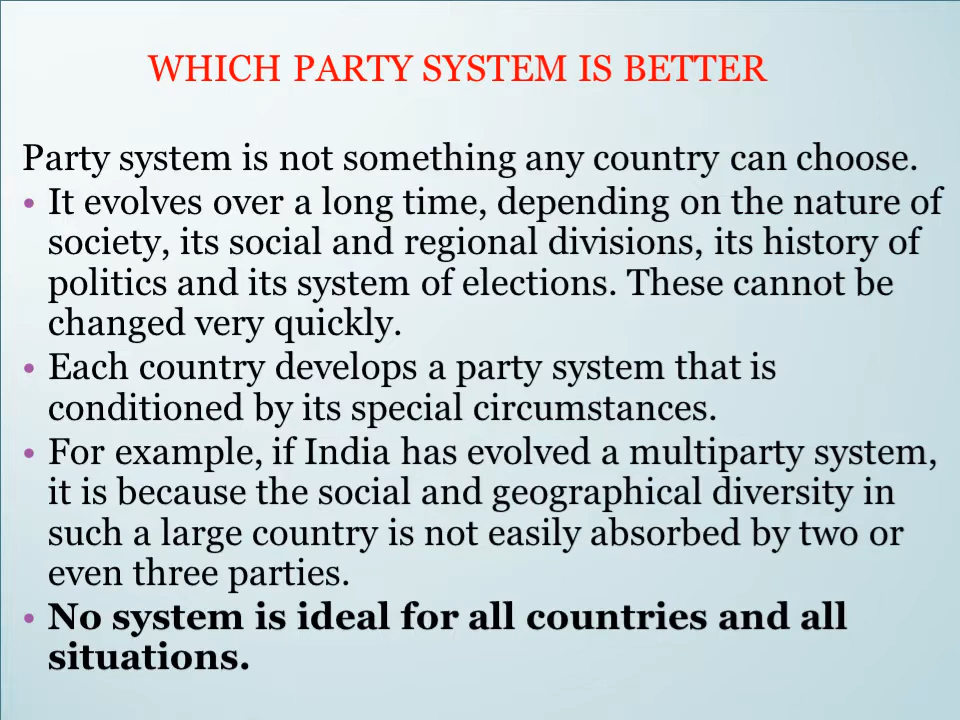 WHICH PARTY SYSTEM IS BETTER
Party system is not something any country can choose.
• It evolves over a long time, depending on the nature of
society, its social and regional divisions, its history of
politics and its system of elections. These cannot be
changed very quickly.
• Each country develops a party system that is
conditioned by its special circumstances.
• For example, if India has evolved a multiparty system,
it is because the social and geographical diversity in
such a large country is not easily absorbed by two or
even three parties.
• No system is ideal for all countries and all
situations.